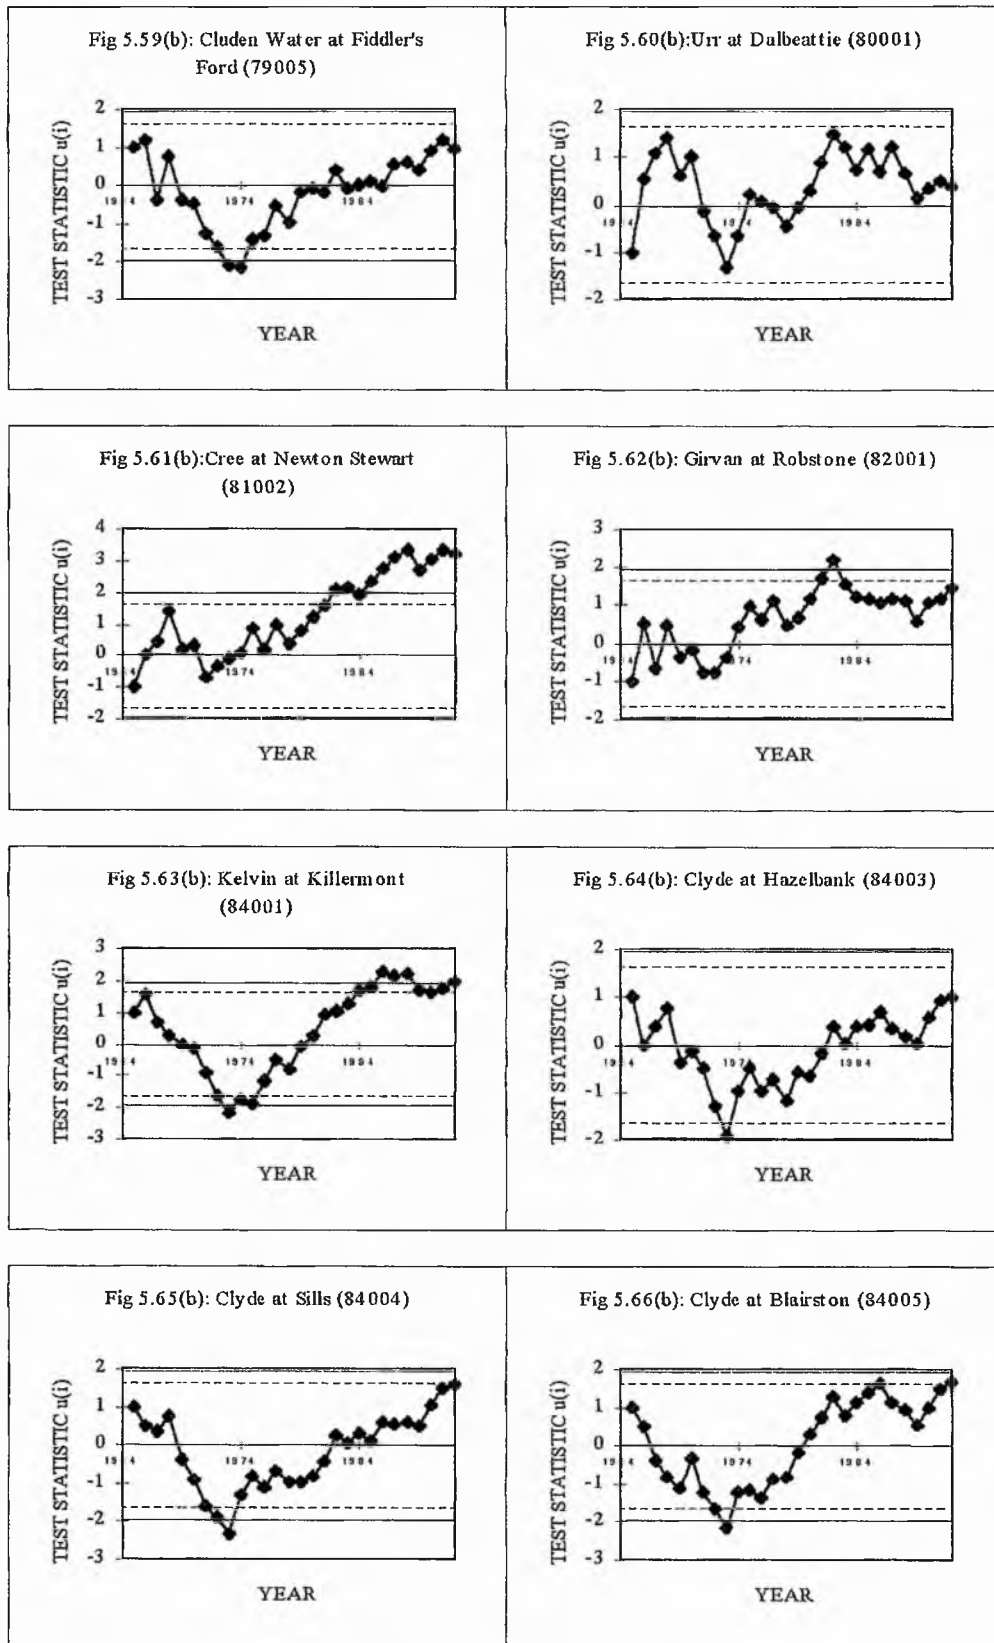 Fig 5.59(b): Cluden Water at Fiddler's
Ford (79005)
TEST STATISTIC u(i)
2
1
0
-1
-2
-3
1974
1984
YEAR
Fig 5.60(b):Urr at Dalbeattie (80001)
TEST STATISTIC u(i)
2
1
0
-1
-2
1974
1984
YEAR
Fig 5.61(b):Cree at Newton Stewart
(81002)
TEST STATISTIC u(i)
4
3
2
1
0
-1
-2
1974
1984
YEAR
Fig 5.62(b): Girvan at Robstone (82001)
TEST STATISTIC u(i)
3
2
1
0
-1
-2
1974
1984
YEAR
Fig 5.63(b): Kelvin at Killermont
(84001)
TEST STATISTIC u(i)
3
2
1
0
-1
-2
-3
1974
1984
YEAR
Fig 5.64(b): Clyde at Hazelbank (84003)
TEST STATISTIC u(i)
2
1
0
-1
-2
1974
1984
YEAR
Fig 5.65(b): Clyde at Sills (84004)
TEST STATISTIC u(i)
2
1
0
-1
-2
-3
1974
1984
YEAR
Fig 5.66(b): Clyde at Blairston (84005)
TEST STATISTIC u(i)
2
1
0
-1
-2
-3
1974
1984
YEAR